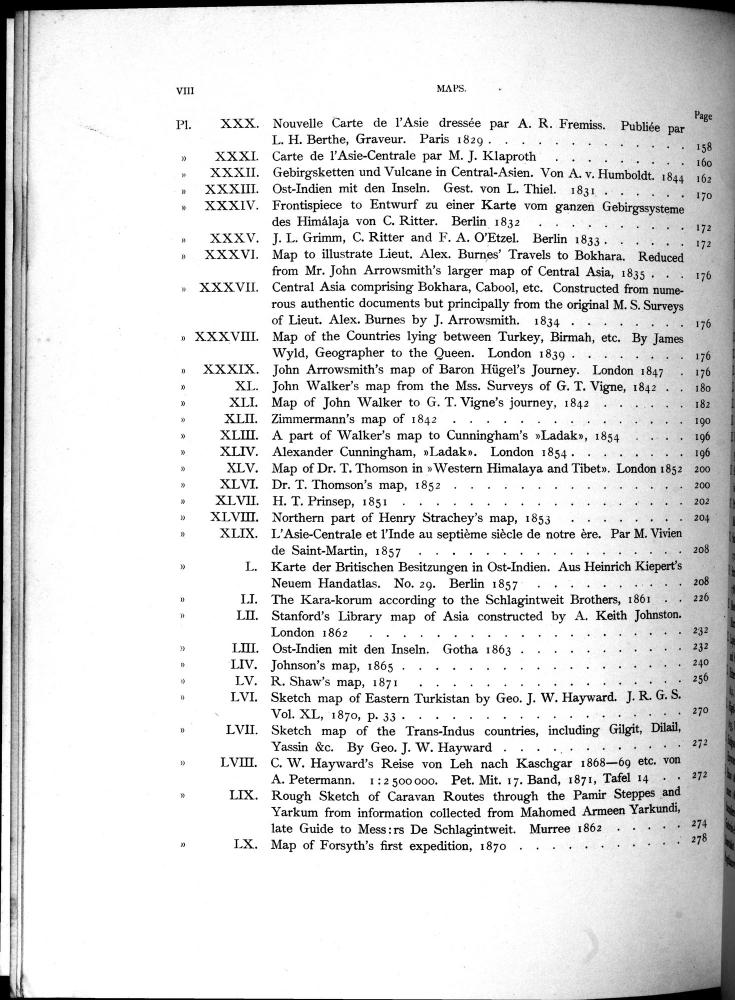 VIII MAPS.
Page
Pl. XXX. Nouvelle Carte de l'Asie dressée par A. R. Fremiss. Publiée par
L. H. Berthe, Graveur. Paris 1829 . . . . . . . . . . . . 158
» XXXI. Carte de l'Asie-Centrale par M. J. Klaproth . . . . . . . . 160
» XXXII. Gebirgsketten und Vulcane in Central-Asien. Von A. v. Humboldt. 1844 162
» XXXIII. Ost-Indien mit den Inseln. Gest. von L. Thiel. 1831 . . . . . 170
» XXXIV. Frontispiece to Entwurf zu einer Karte vom ganzen Gebirgssysteme
des Himálaja von C. Ritter. Berlin 1832 . . . . . . . . . 172
» XXXV. J. L. Grimm, C. Ritter and F. A. O'Etzel. Berlin 1833 . . . . . 172
» XXXVI. Map to illustrate Lieut. Alex. Burnes' Travels to Bokhara. Reduced
from Mr. John Arrowsmith's larger map of Central Asia, 1835 . . . 176
» XXXVII. Central Asia comprising Bokhara, Cabool, etc. Constructed from nume-
rous authentic documents but principally from the original M. S. Surveys
of Lieut. Alex. Burnes by J. Arrowsmith. 1834 . . . . . . . 176
» XXXVIII. Map of the Countries lying between Turkey, Birmah, etc. By James
Wyld, Geographer to the Queen. London 1839 . . . . . . . 176
» XXXIX. John Arrowsmith's map of Baron Hügel's Journey. London 1847 . 176
» XL. John Walker's map from the Mss. Surveys of G. T. Vigne, 1842 . . 180
» XLI. Map of John Walker to G. T. Vigne's journey, 1842 . . . . . . 182
» XLII. Zimmermann's map of 1842 . . . . . . . . . . . . . . 190
» XLIII. A part of Walker's map to Cunningham's »Ladak», 1854 . . . . 196
» XLIV. Alexander Cunningham, »Ladak». London 1854 . . . . . . . 196
» XLV. Map of Dr. T. Thomson in »Western Himalaya and Tibet». London 1852 200
» XLVI. Dr. T. Thomson's map, 1852 . . . . . . . . . . . . . . 200
» XLVII. H. T. Prinsep, 1851 . . . . . . . . . . . . . . . . . 202
» XLVIII. Northern part of Henry Strachey's map, 1853 . . . . . . . . 204
» XLIX. L'Asie-Centrale et l'Inde au septième siècle de notre ère. Par M. Vivien
de Saint-Martin, 1857 . . . . . . . . . . . . . . . . 208
» L. Karte der Britischen Besitzungen in Ost-Indien. Aus Heinrich Kiepert's
Neuem Handatlas. No. 29. Berlin 1857 . . . . . . . . . . 208
» LI. The Kara-korum according to the Schlagintweit Brothers, 1861 . . 226
» LII. Stanford's Library map of Asia constructed by A. Keith Johnston.
London 1862 . . . . . . . . . . . . . . . . . . . 232
» LIII. Ost-Indien mit den Inseln. Gotha 1863 . . . . . . . . . . . 232
» LIV. Johnson's map, 1865 . . . . . . . . . . . . . . . . . 240
» LV. R. Shaw's map, 1871 . . . . . . . . . . . . . . . . 256
» LVI. Sketch map of Eastern Turkistan by Geo. J. W. Hayward. J. R. G. S.
Vol. XL, 1870, p. 33 . . . . . . . . . . . . . . . . . 270
» LVII. Sketch map of the Trans-Indus countries, including Gilgit, Dilail,
Yassin &c. By Geo. J. W. Hayward . . . . . . . . . . . 272
» LVIII. C. W. Hayward's Reise von Leh nach Kaschgar 1868—69 etc. von
A. Petermann. 1:2 500 000. Pet. Mit. 17. Band, 1871, Tafel 14 . . 272
» LIX. Rough Sketch of Caravan Routes through the Pamir Steppes and
Yarkum from information collected from Mahomed Armeen Yarkundi,
late Guide to Mess:rs De Schlagintweit. Murree 1862 . . . . . 274
» LX. Map of Forsyth's first expedition, 1870 . . . . . . . . . . . 278